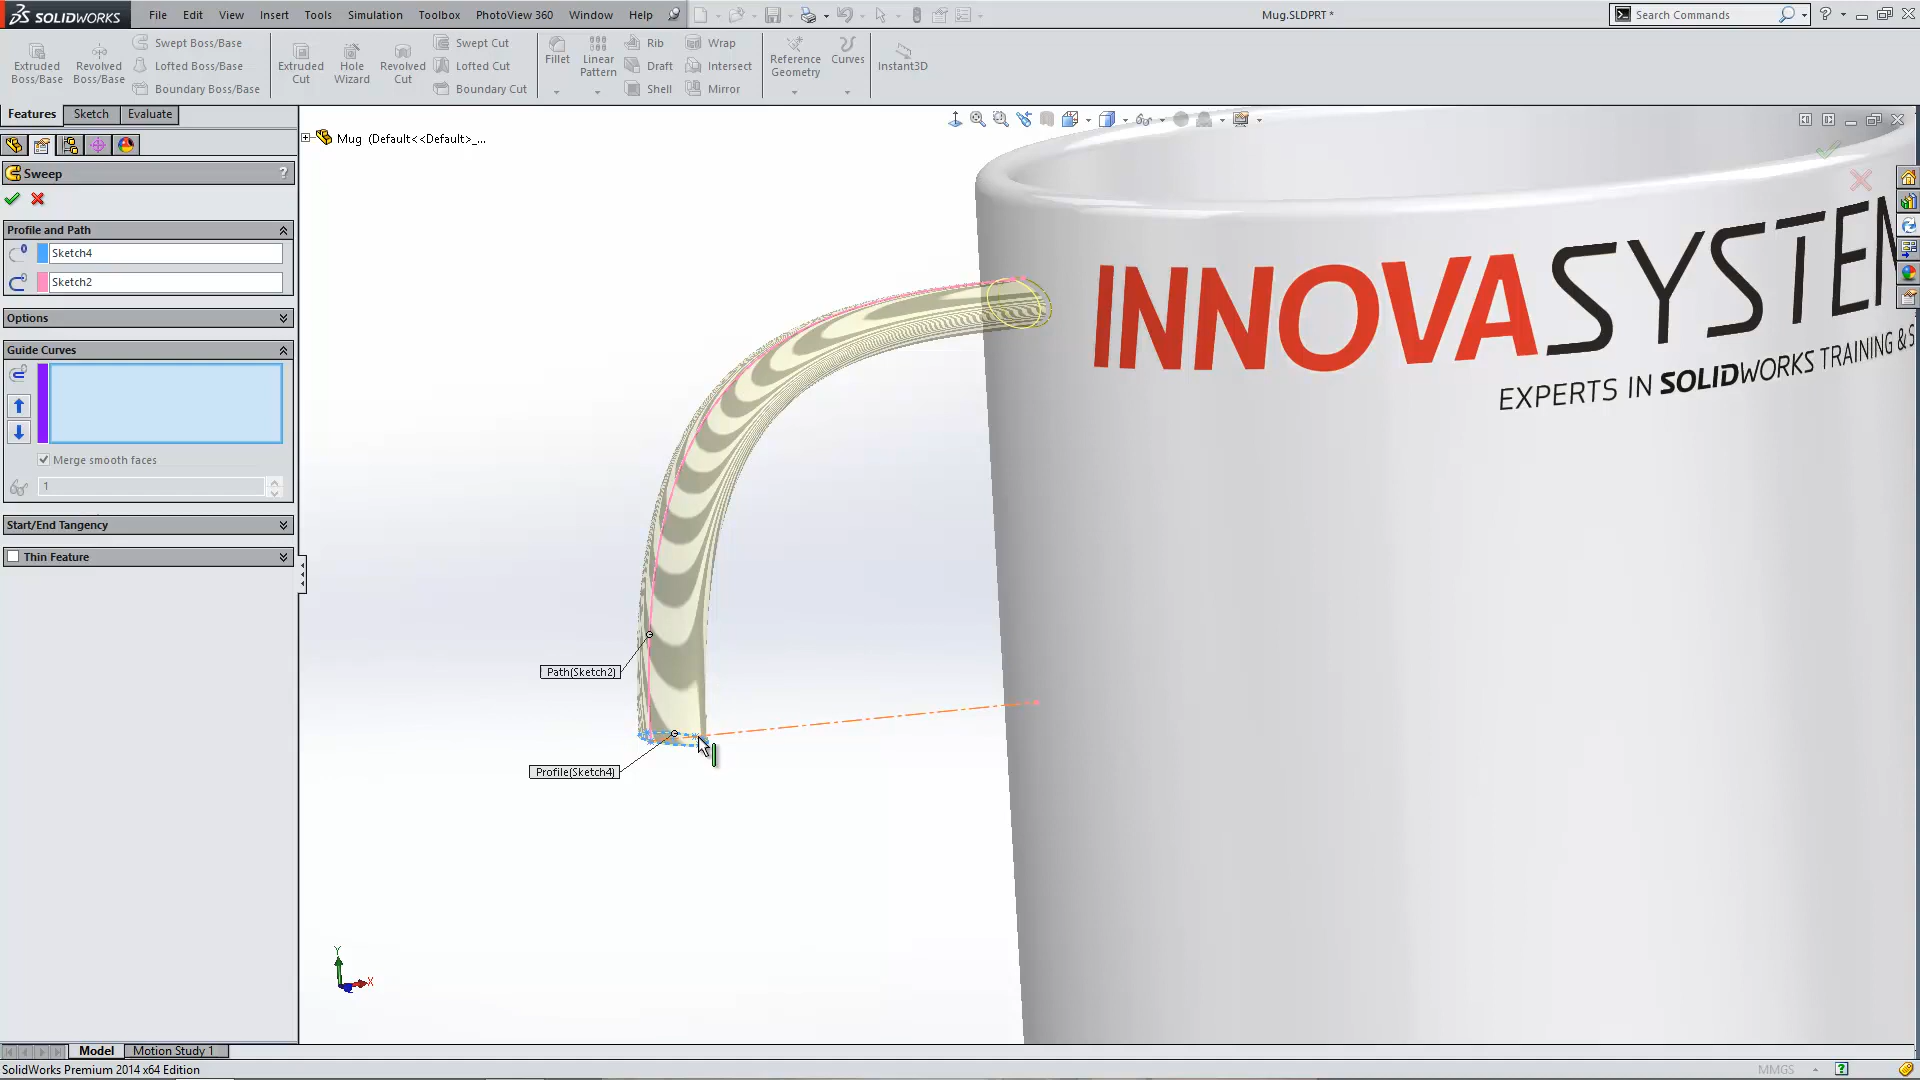 SOLIDWORKS File Edit View Insert Tools Simulation Toolbox PhotoView 360 Window Help Mug.SLDPRT * Search Commands ?
Extruded Boss/Base
Revolved Boss/Base
Swept Boss/Base
Lofted Boss/Base
Boundary Boss/Base
Extruded Cut
Hole Wizard
Revolved Cut
Swept Cut
Lofted Cut
Boundary Cut
Fillet
Linear Pattern
Rib
Draft
Shell
Wrap
Intersect
Mirror
Reference Geometry
Curves
Instant3D
Features Sketch Evaluate
Mug (Default<<Default>_...
Sweep ?
Profile and Path
Sketch4
Sketch2
Options
Guide Curves
Merge smooth faces
1
Start/End Tangency
Thin Feature
INNOVASYSTEM
EXPERTS IN SOLIDWORKS TRAINING & S
Path(Sketch2)
Profile(Sketch4)
Y
X
Model Motion Study 1
SolidWorks Premium 2014 x64 Edition
MMGS ?